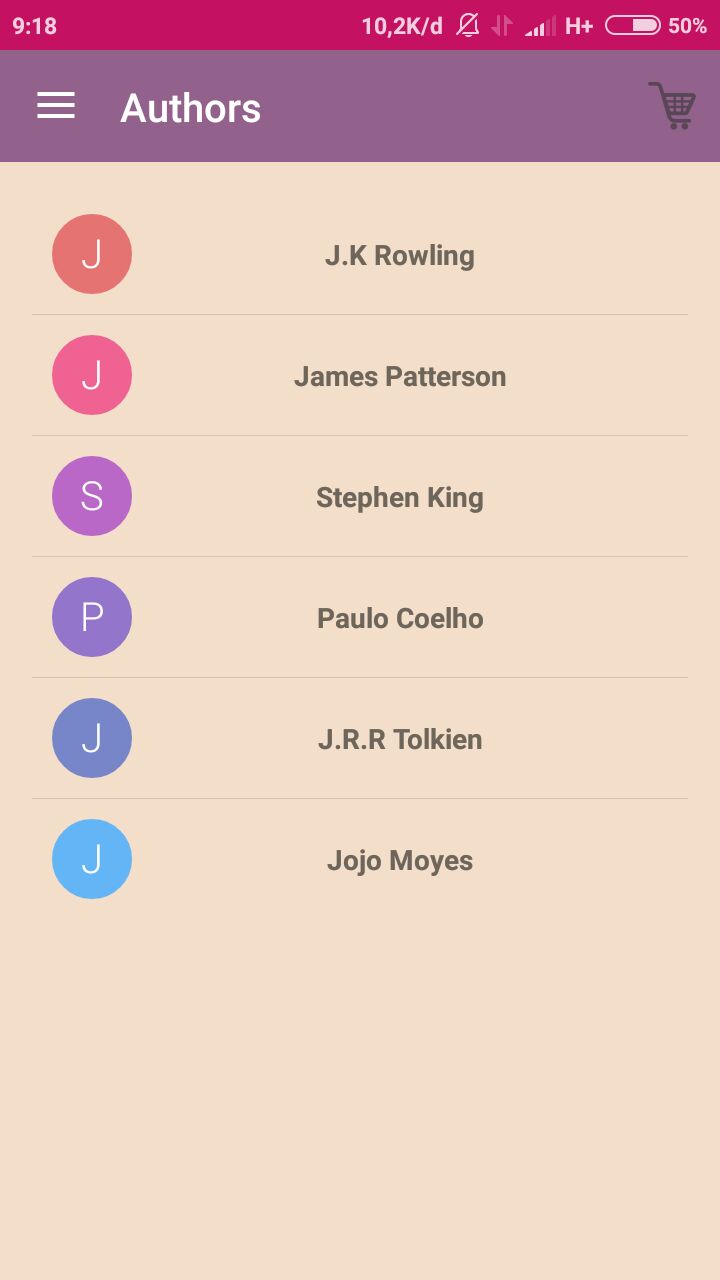 9:18 10,2K/d H+ 50%
Authors
J J.K Rowling
J James Patterson
S Stephen King
P Paulo Coelho
J J.R.R Tolkien
J Jojo Moyes